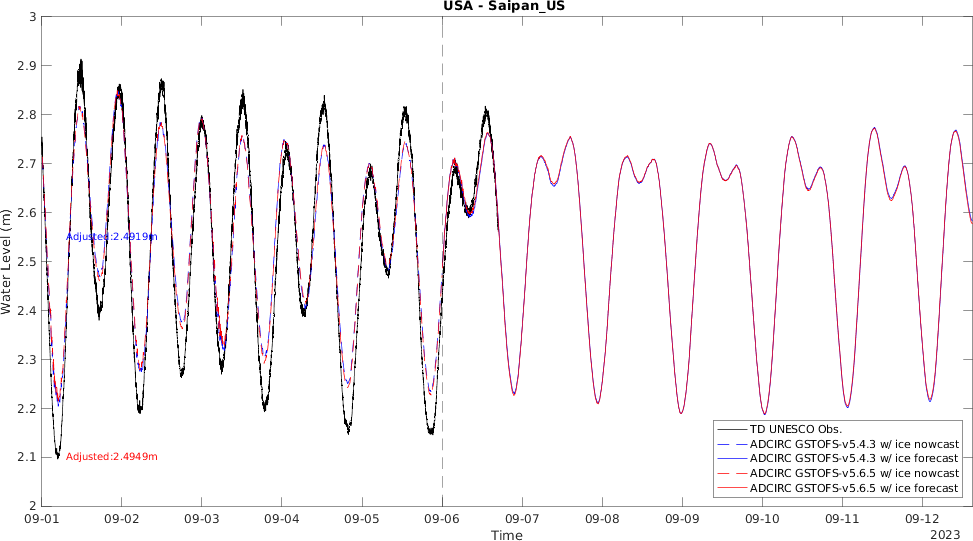 USA - Saipan_US
3
2.9
2.8
2.7
2.6
2.5
2.4
2.3
2.2
2.1
2
Water Level (m)
Adjusted:2.4919m
Adjusted:2.4949m
TD UNESCO Obs.
ADCIRC GSTOFS-v5.4.3 w/ ice nowcast
ADCIRC GSTOFS-v5.4.3 w/ ice forecast
ADCIRC GSTOFS-v5.6.5 w/ ice nowcast
ADCIRC GSTOFS-v5.6.5 w/ ice forecast
09-01 09-02 09-03 09-04 09-05 09-06 09-07 09-08 09-09 09-10 09-11 09-12
Time
2023